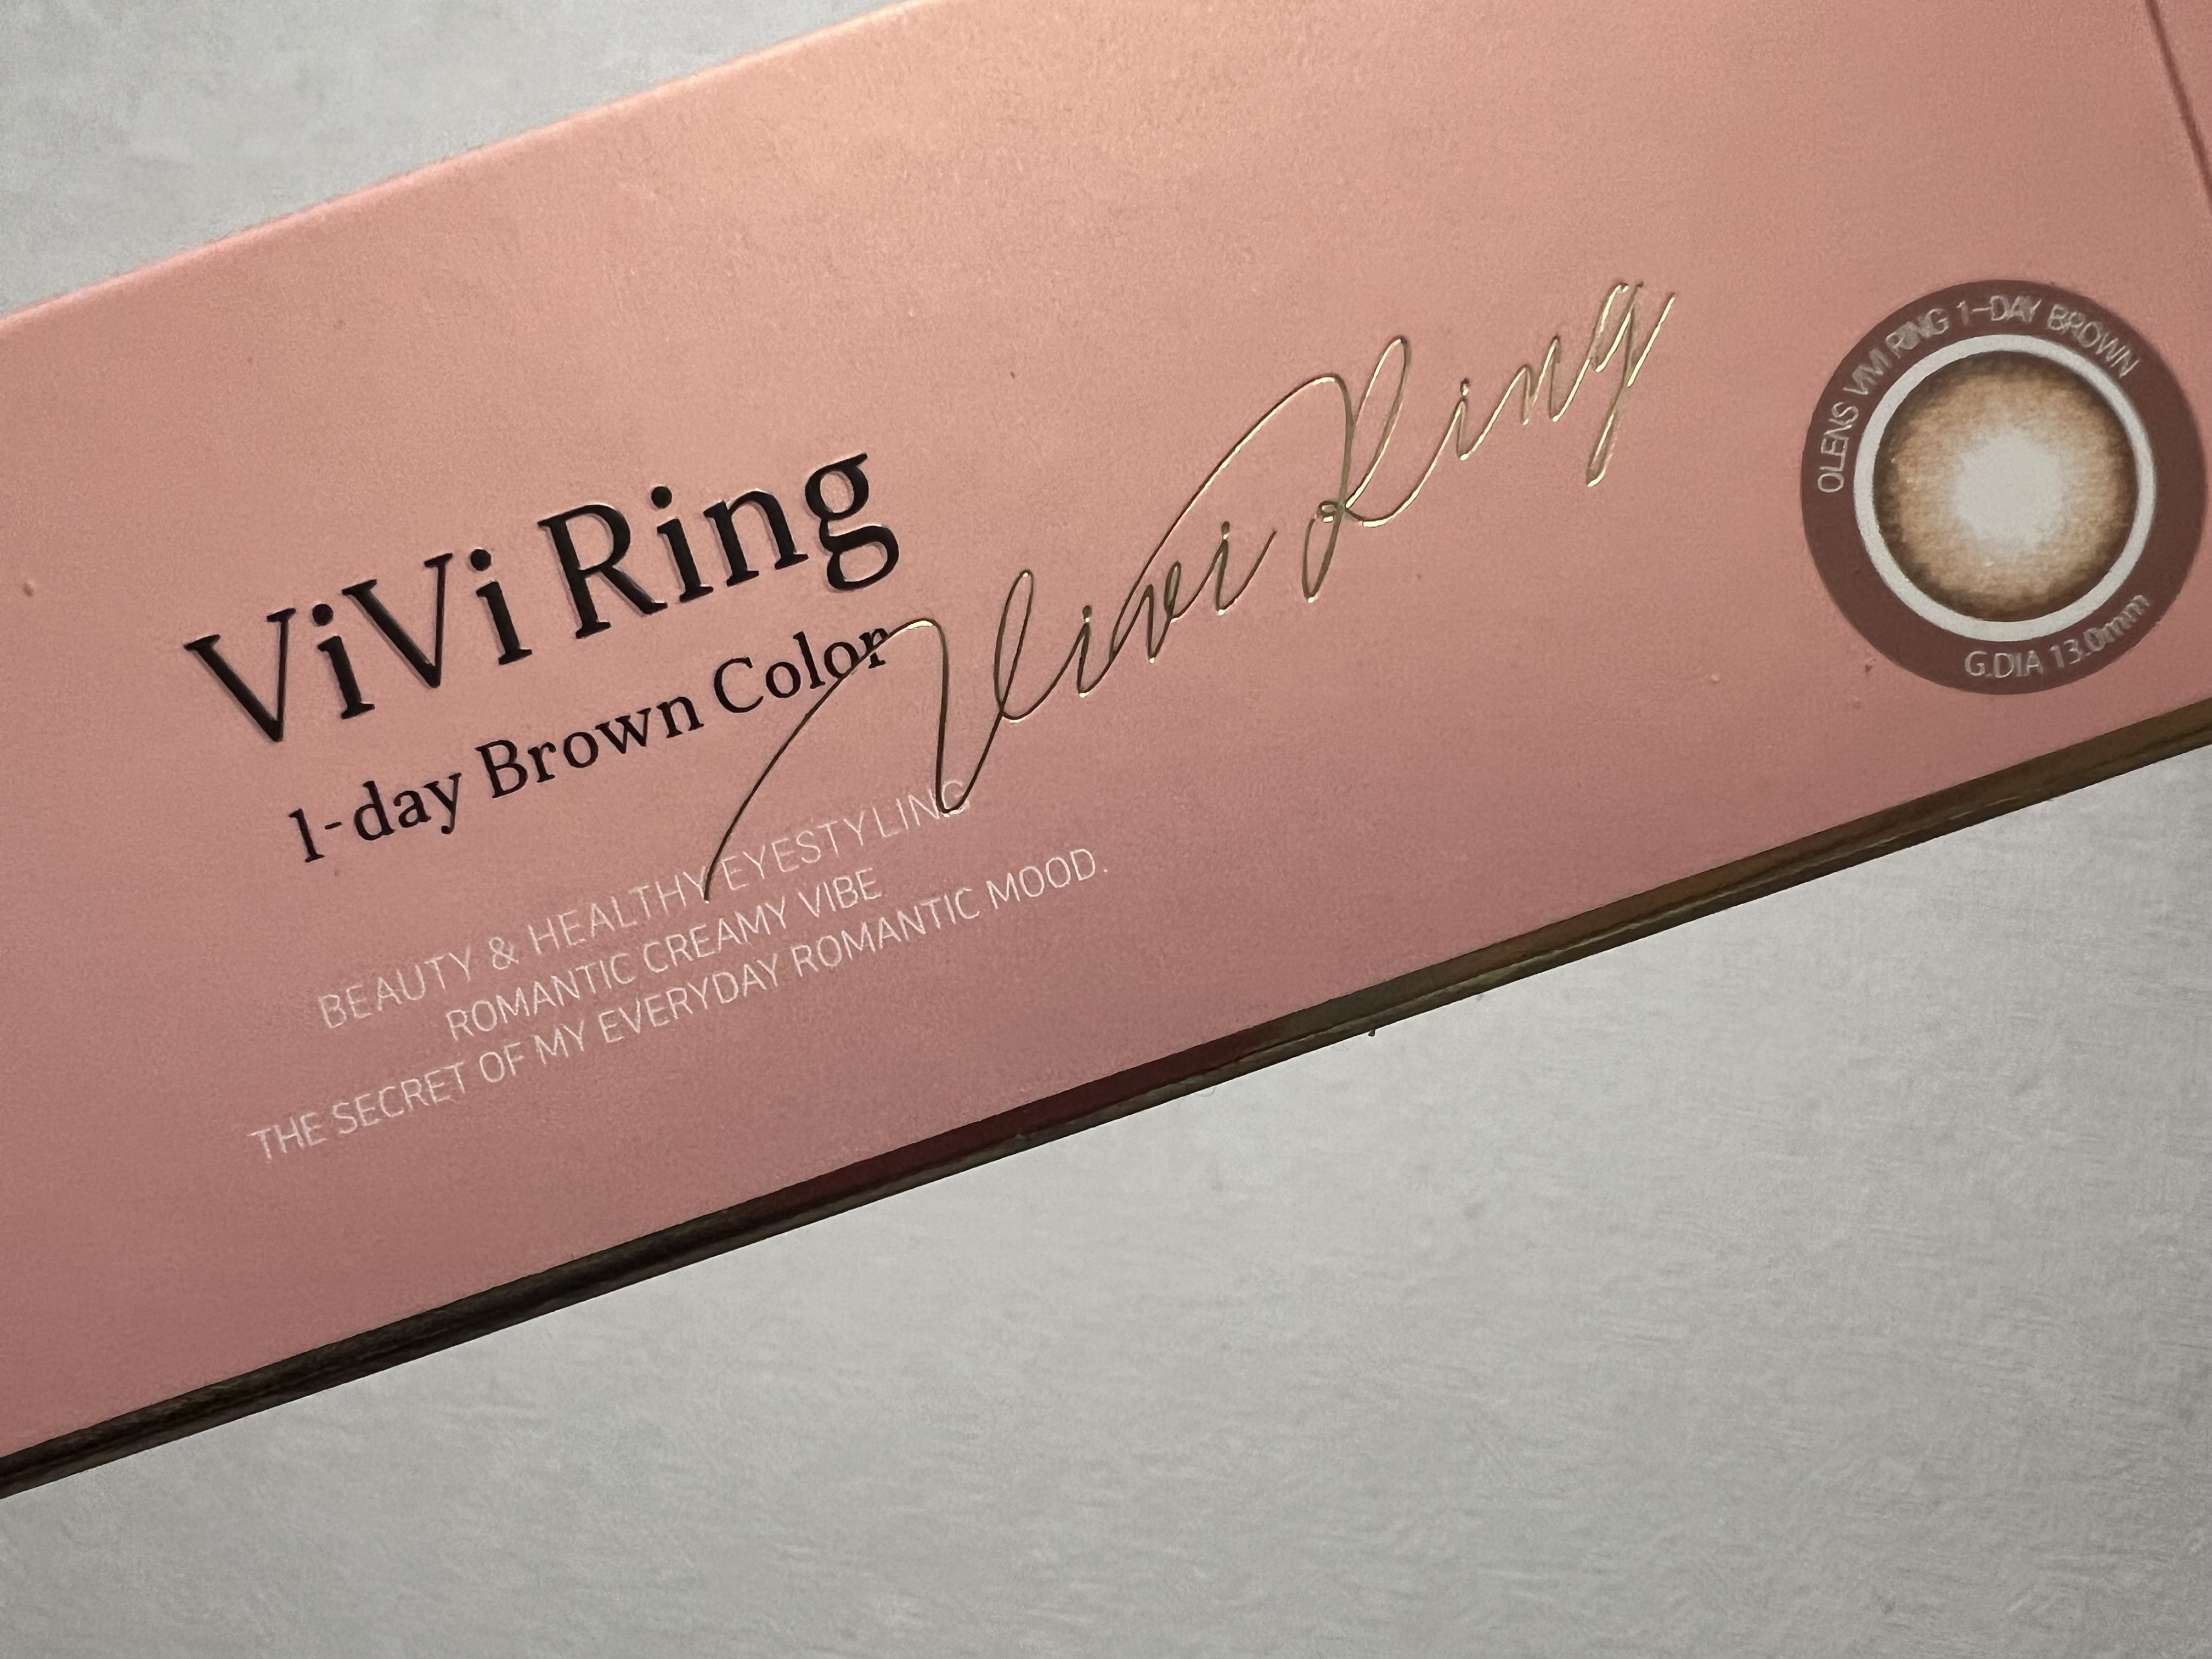 ViVi Ring
1-day Brown Color
Vivi Ring
BEAUTY & HEALTHY EYESTYLING
ROMANTIC CREAMY VIBE
THE SECRET OF MY EVERYDAY ROMANTIC MOOD.
OLENS VIVI RING 1-DAY BROWN
G.DIA 13.0mm